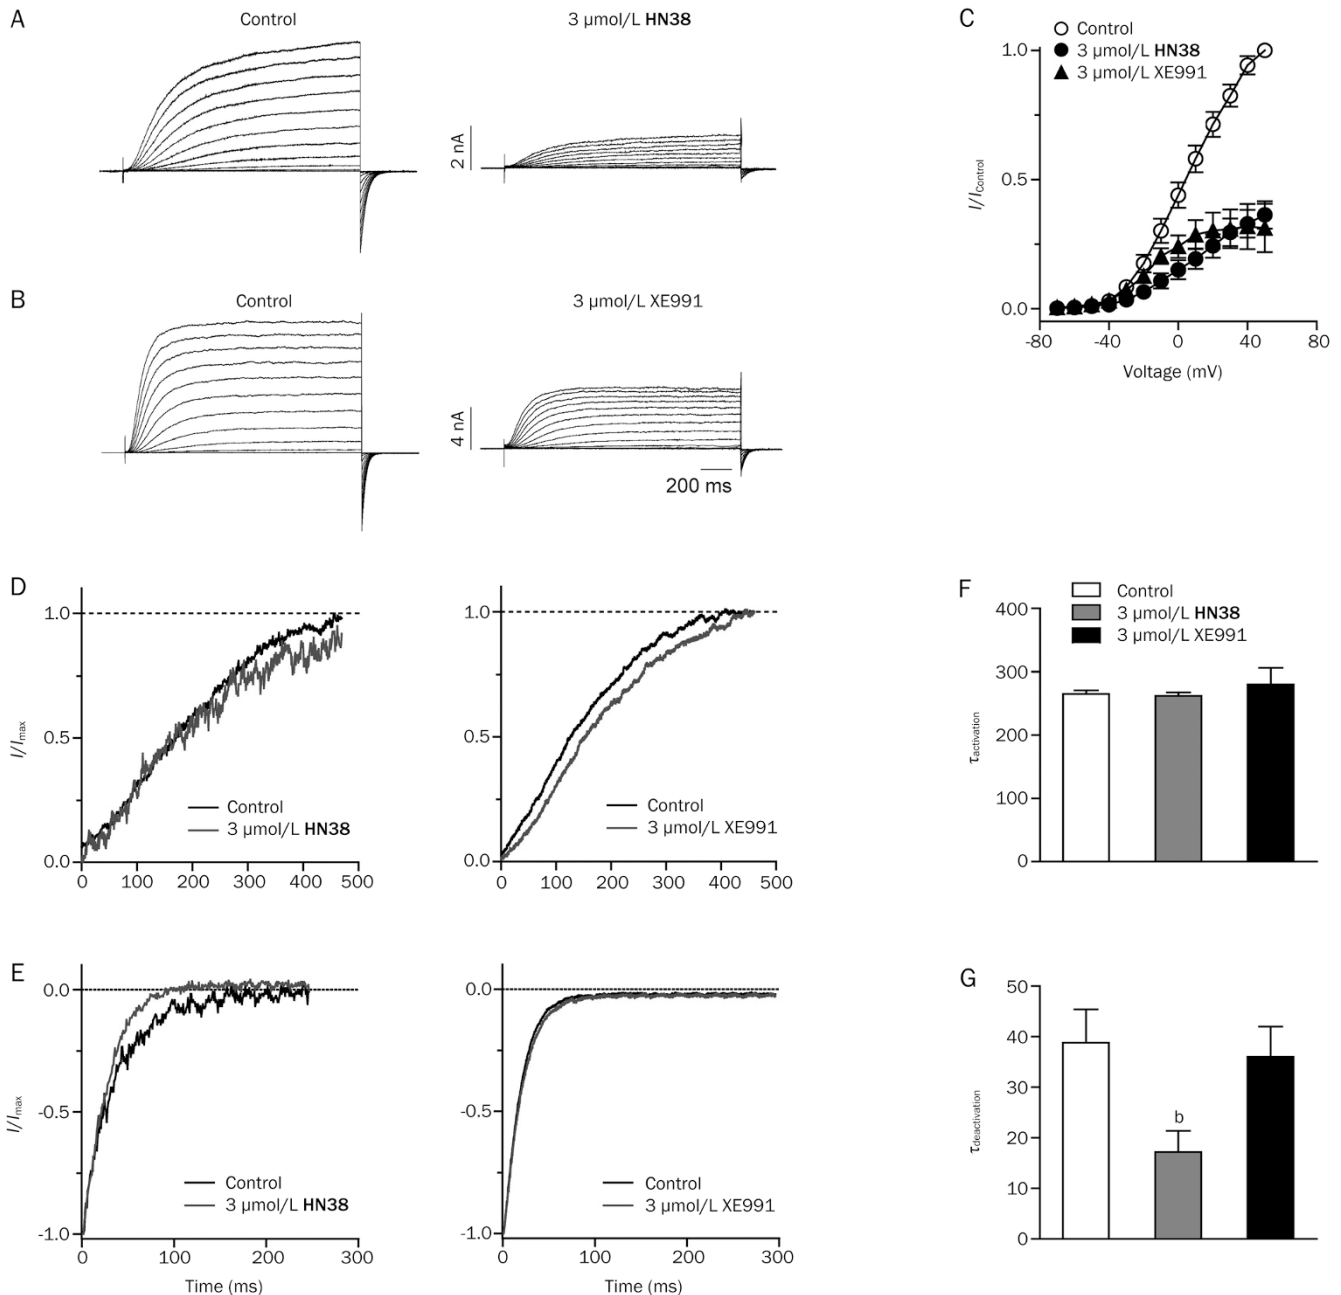 A
Control
3 µmol/L HN38
2 nA
B
Control
3 µmol/L XE991
4 nA
200 ms
C
Control
3 µmol/L HN38
3 µmol/L XE991
I/IControl
1.0
0.5
0.0
-80 -40 0 40 80
Voltage (mV)
D
I/Imax
1.0
0.5
0.0
Control
3 µmol/L HN38
0 100 200 300 400 500
1.0
0.5
0.0
Control
3 µmol/L XE991
0 100 200 300 400 500
E
I/Imax
0.0
-0.5
-1.0
Control
3 µmol/L HN38
0 100 200 300
Time (ms)
0.0
-0.5
-1.0
Control
3 µmol/L XE991
0 100 200 300
Time (ms)
F
Control
3 µmol/L HN38
3 µmol/L XE991
τactivation
400
300
200
100
0
G
τdeactivation
50
40
30
20
10
0
b